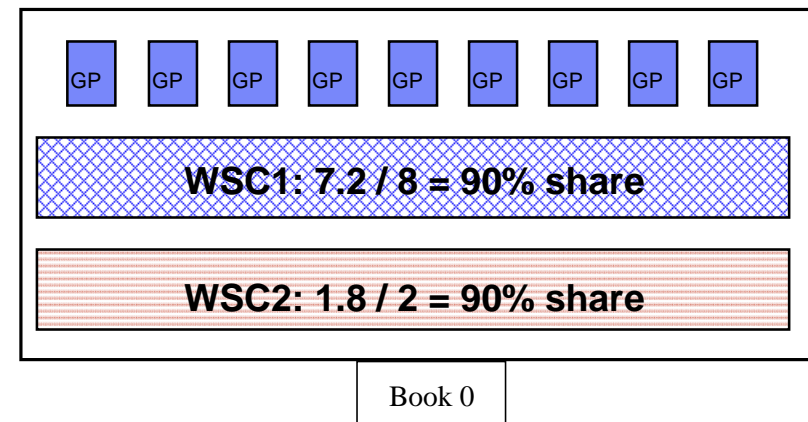 GP GP GP GP GP GP GP GP GP
WSC1: 7.2 / 8 = 90% share
WSC2: 1.8 / 2 = 90% share
Book 0